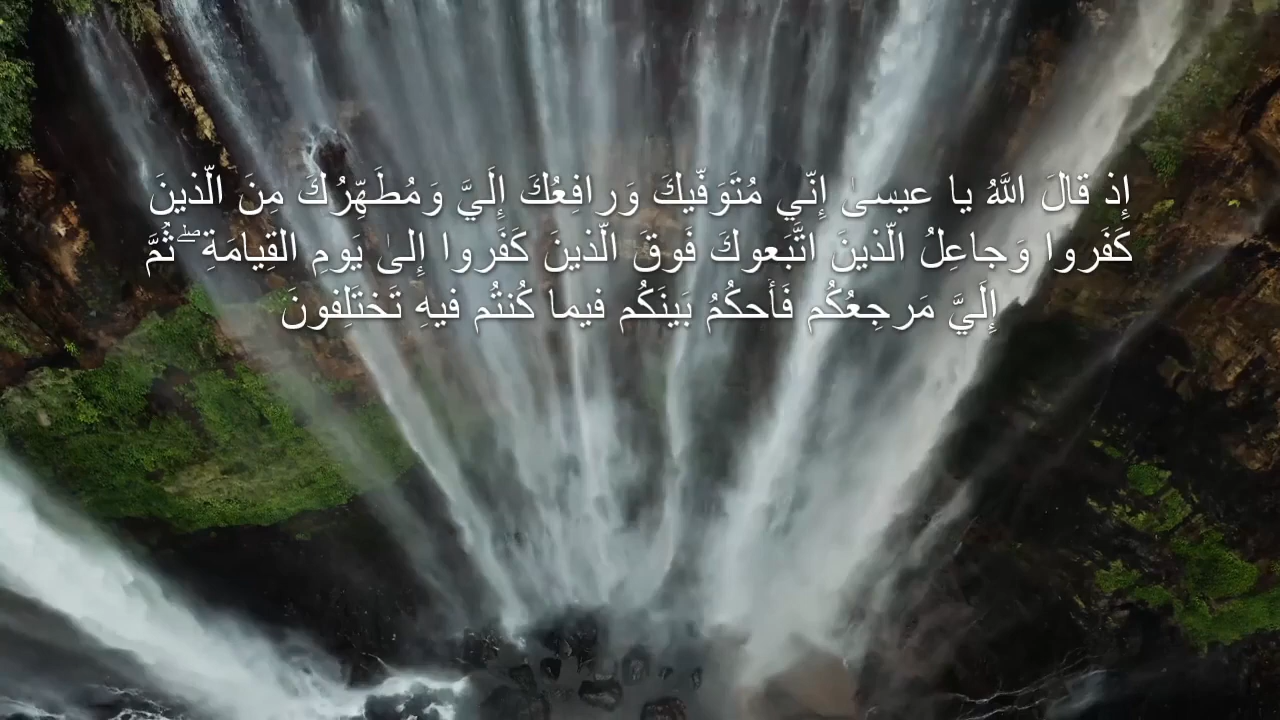 إِذ قالَ اللَّهُ يا عيسىٰ إِنّي مُتَوَفّيكَ وَرافِعُكَ إِلَيَّ وَمُطَهِّرُكَ مِنَ الَّذينَ
كَفَروا وَجاعِلُ الَّذينَ اتَّبَعوكَ فَوقَ الَّذينَ كَفَروا إِلىٰ يَومِ القِيامَةِ ۖ ثُمَّ
إِلَيَّ مَرجِعُكُم فَأَحكُمُ بَينَكُم فيما كُنتُم فيهِ تَختَلِفونَ